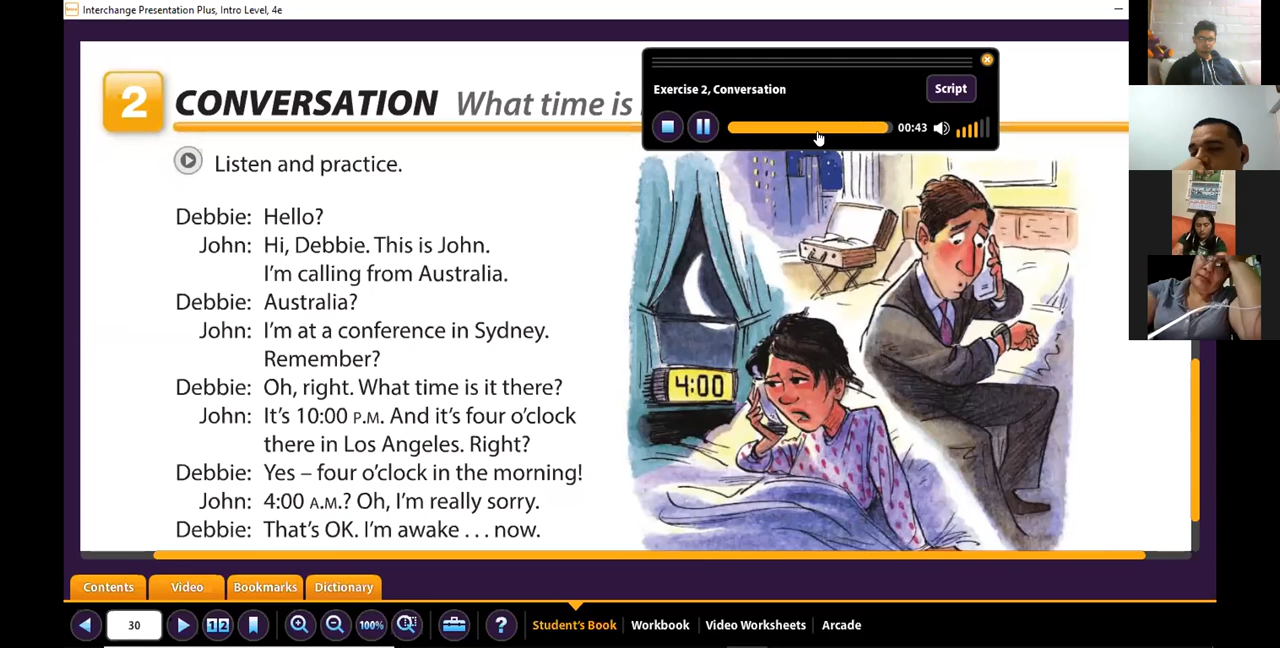 Interchange Presentation Plus, Intro Level, 4e
2 CONVERSATION What time is
Exercise 2, Conversation
Script
00:43
Listen and practice.
Debbie: Hello?
John: Hi, Debbie. This is John.
I'm calling from Australia.
Debbie: Australia?
John: I'm at a conference in Sydney.
Remember?
Debbie: Oh, right. What time is it there?
John: It's 10:00 P.M. And it's four o'clock
there in Los Angeles. Right?
Debbie: Yes – four o'clock in the morning!
John: 4:00 A.M.? Oh, I'm really sorry.
Debbie: That's OK. I'm awake . . . now.
4:00
Contents Video Bookmarks Dictionary
30 1 2 100% ? Student's Book Workbook Video Worksheets Arcade